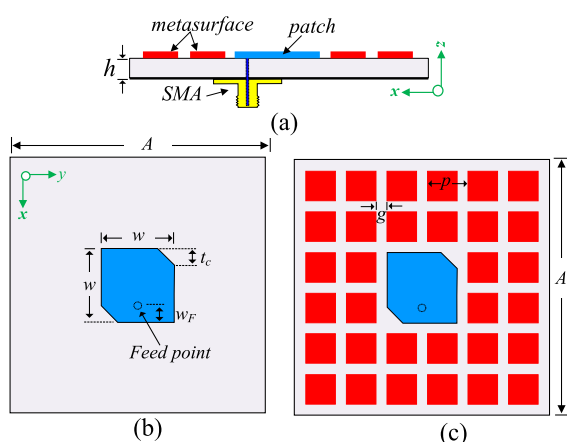 metasurface
patch
z
h
SMA
x
(a)
A
y
x
w
t_c
w
w_F
Feed point
(b)
p
g
A
(c)